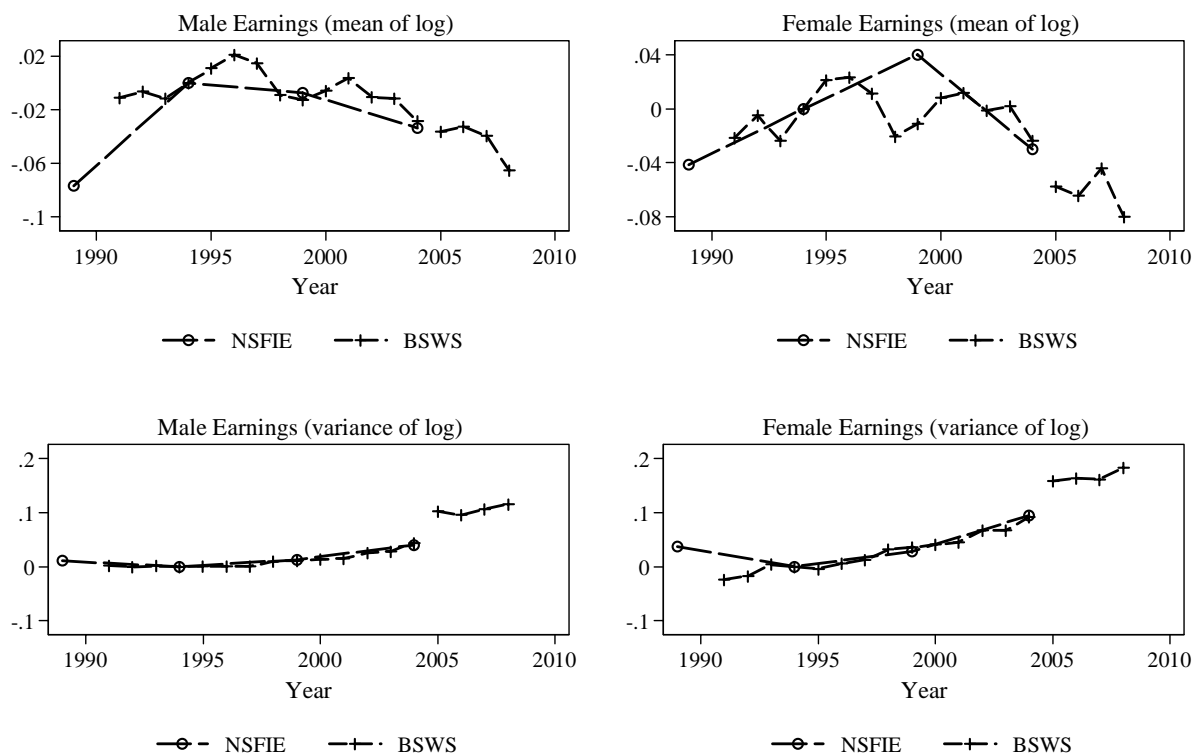 Male Earnings (mean of log)
.02
-.02
-.06
-.1
1990 1995 2000 2005 2010
Year
NSFIE BSWS
Female Earnings (mean of log)
.04
0
-.04
-.08
1990 1995 2000 2005 2010
Year
NSFIE BSWS
Male Earnings (variance of log)
.2
.1
0
-.1
1990 1995 2000 2005 2010
Year
NSFIE BSWS
Female Earnings (variance of log)
.2
.1
0
-.1
1990 1995 2000 2005 2010
Year
NSFIE BSWS